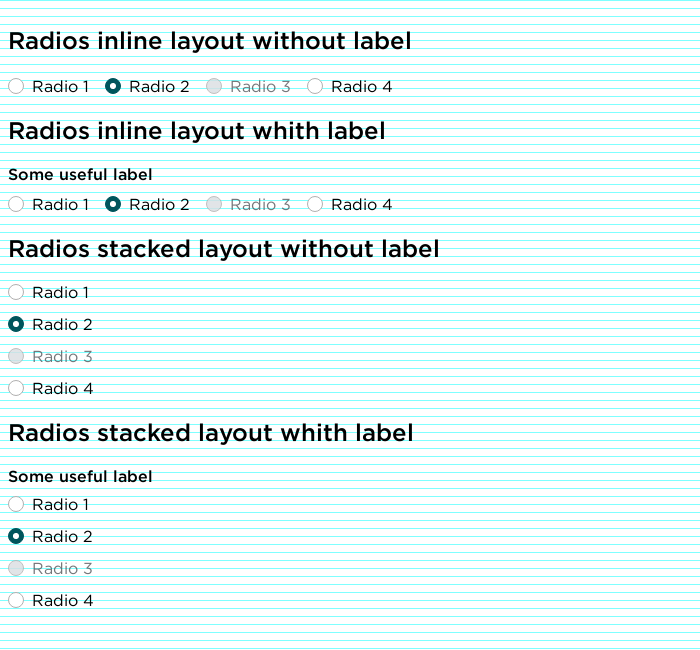 Radios inline layout without label
Radio 1 Radio 2 Radio 3 Radio 4
Radios inline layout whith label
Some useful label
Radio 1 Radio 2 Radio 3 Radio 4
Radios stacked layout without label
Radio 1
Radio 2
Radio 3
Radio 4
Radios stacked layout whith label
Some useful label
Radio 1
Radio 2
Radio 3
Radio 4